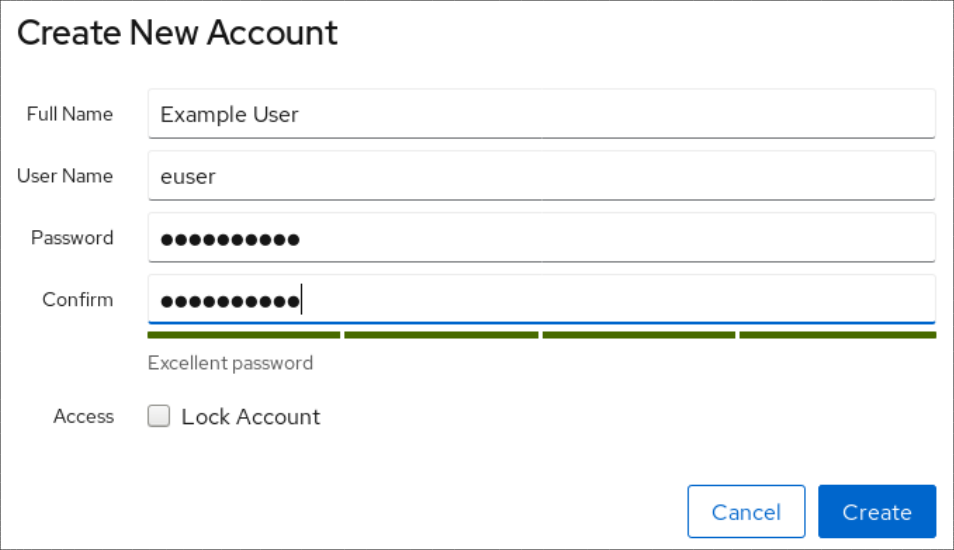 Create New Account
Full Name Example User
User Name euser
Password ●●●●●●●●●●
Confirm ●●●●●●●●●●
Excellent password
Access Lock Account
Cancel Create